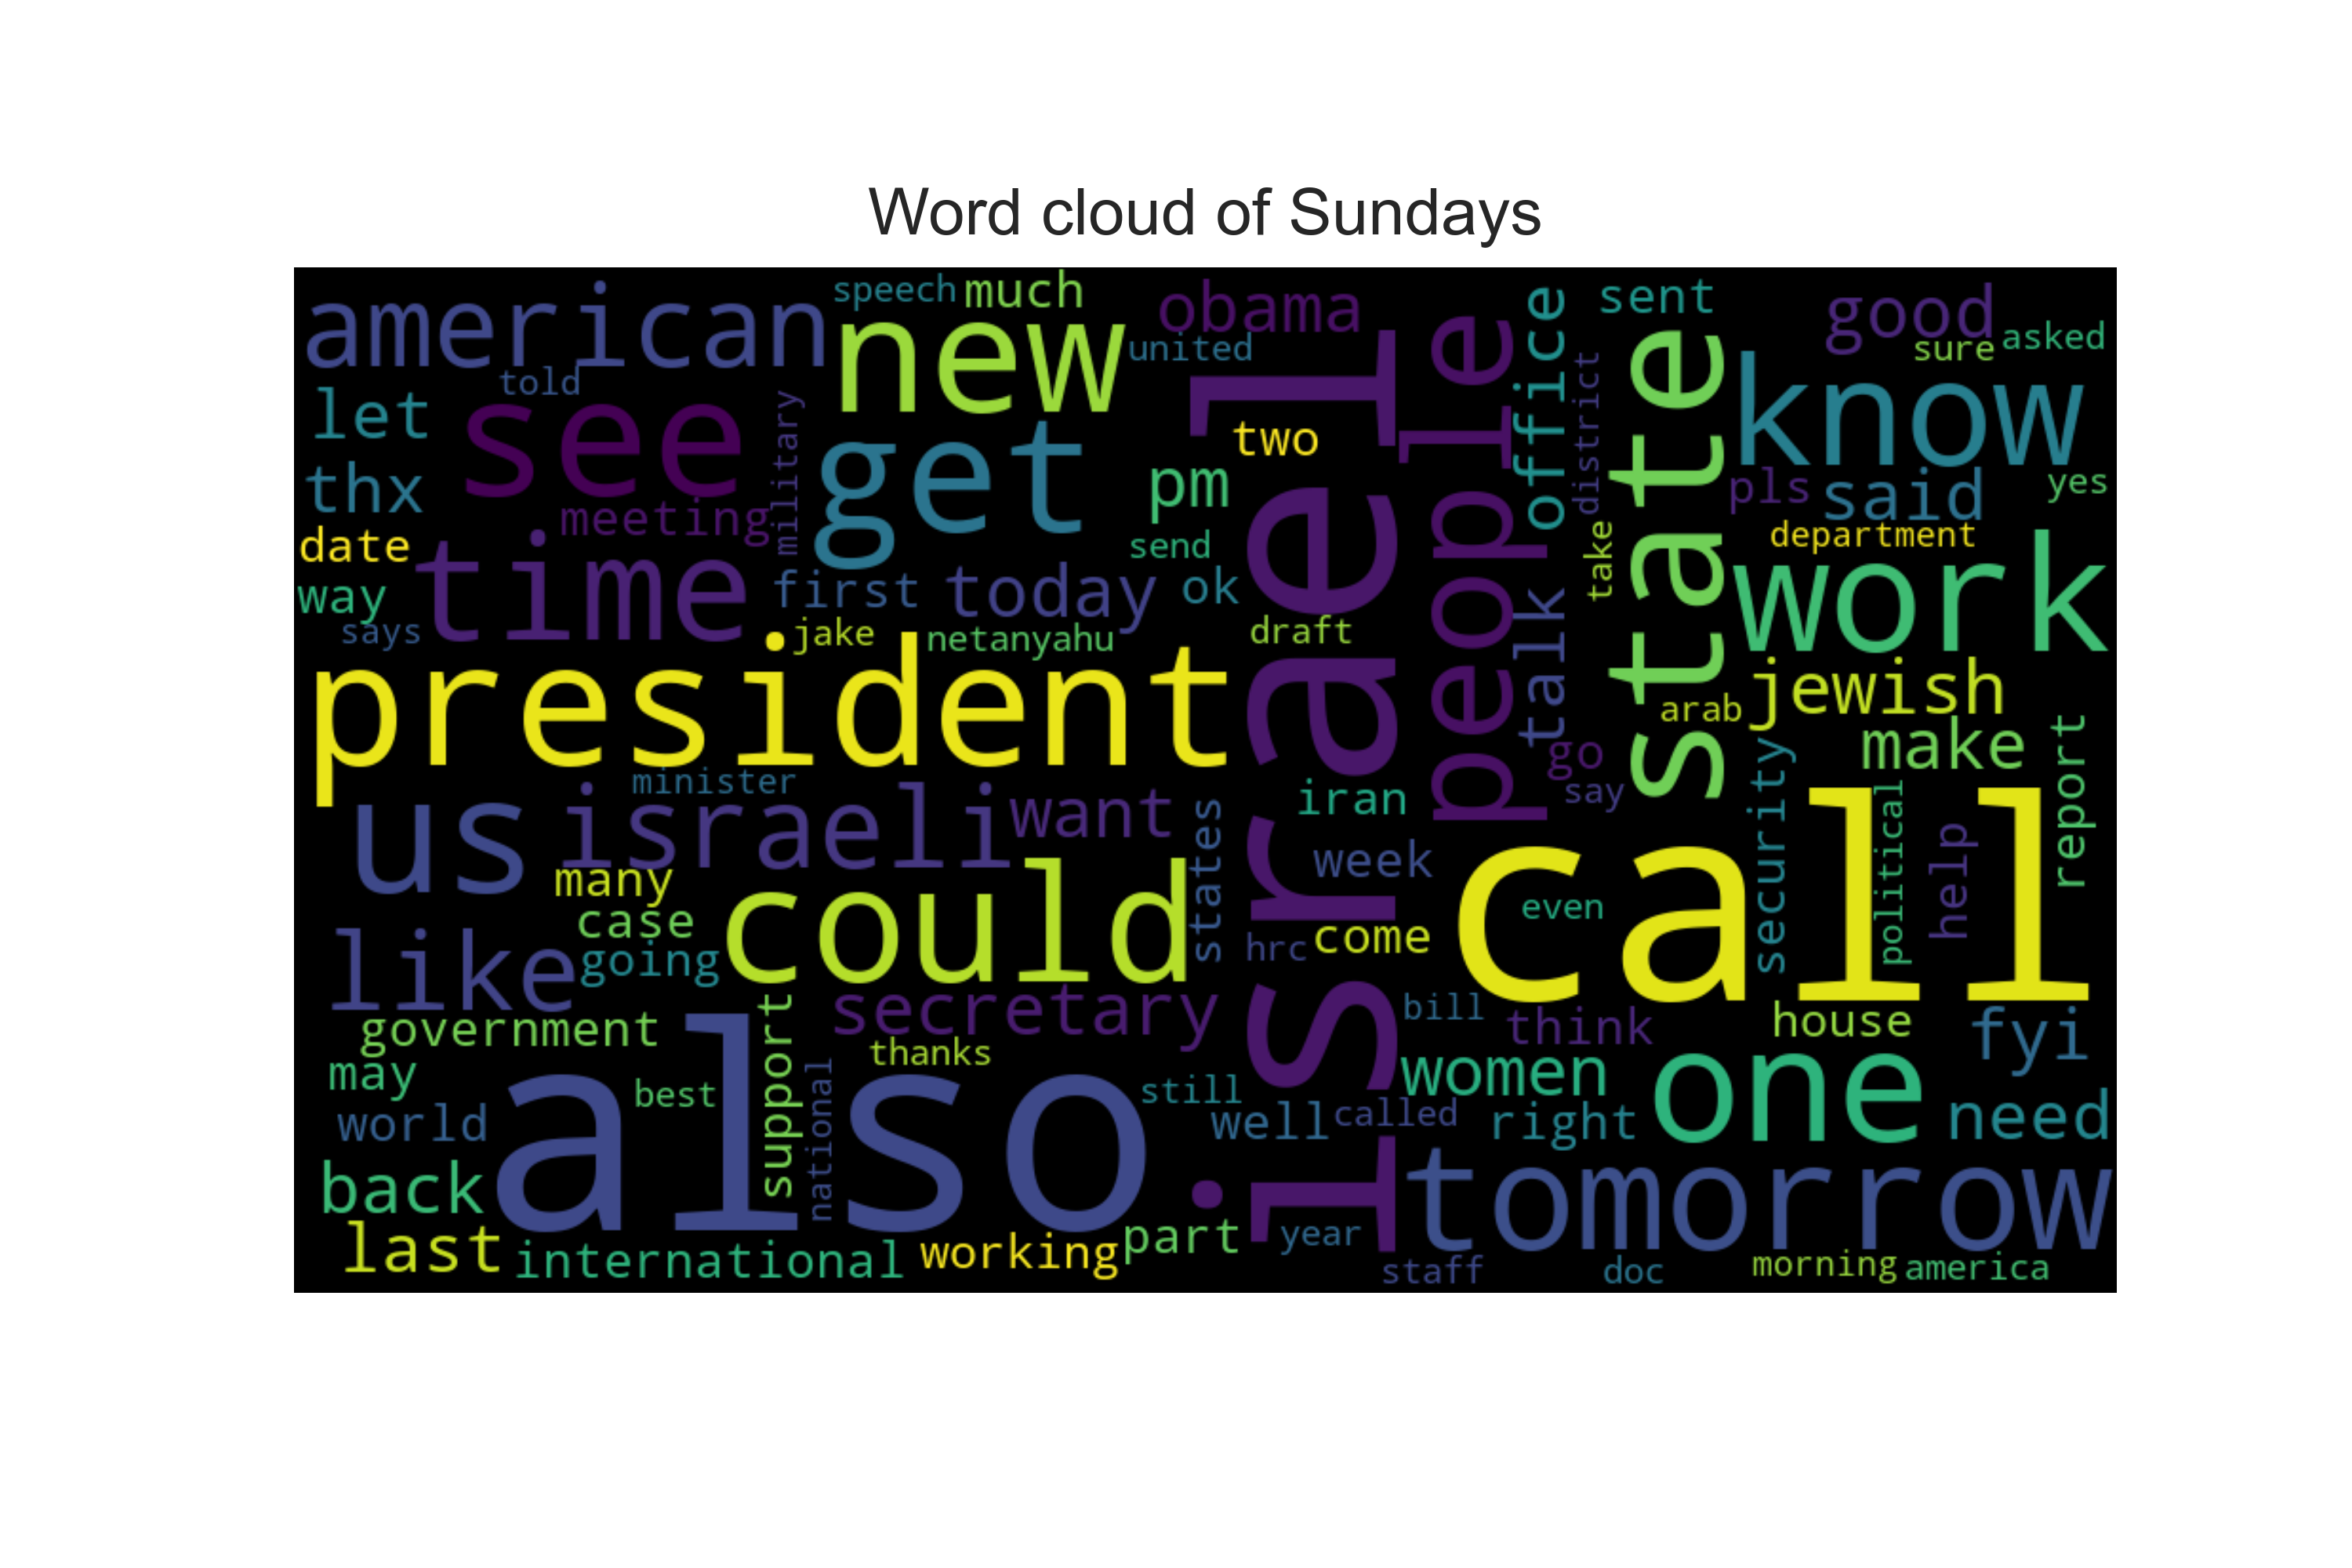 Word cloud of Sundays
american
speech
much
obama
office
sent
good
new
united
sure
asked
told
let
see
military
get
two
israel
people
district
state
know
thx
meeting
pm
pls
said
yes
date
time
send
take
department
work
way
first
today
ok
talk
says
jake
netanyahu
draft
president
arab
jewish
go
make
report
minister
us
israeli
want
states
iran
say
security
political
help
call
many
could
week
case
even
like
going
hrc
come
secretary
bill
think
house
fyi
government
support
thanks
women
one
may
also
best
national
still
world
well
called
right
need
back
tomorrow
last
international
working
part
year
staff
doc
morning
america